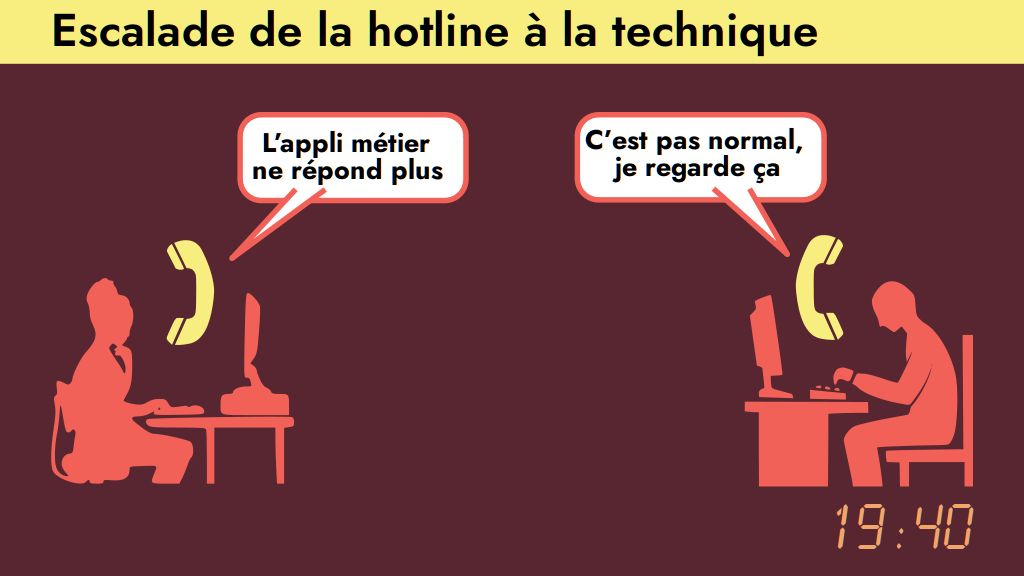 Escalade de la hotline à la technique
L’appli métier
ne répond plus
C’est pas normal,
je regarde ça
19:40